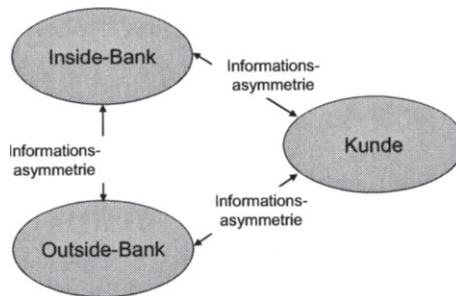 Inside-Bank
Informations-
asymmetrie
Kunde
Informations-
asymmetrie
Informations-
asymmetrie
Outside-Bank